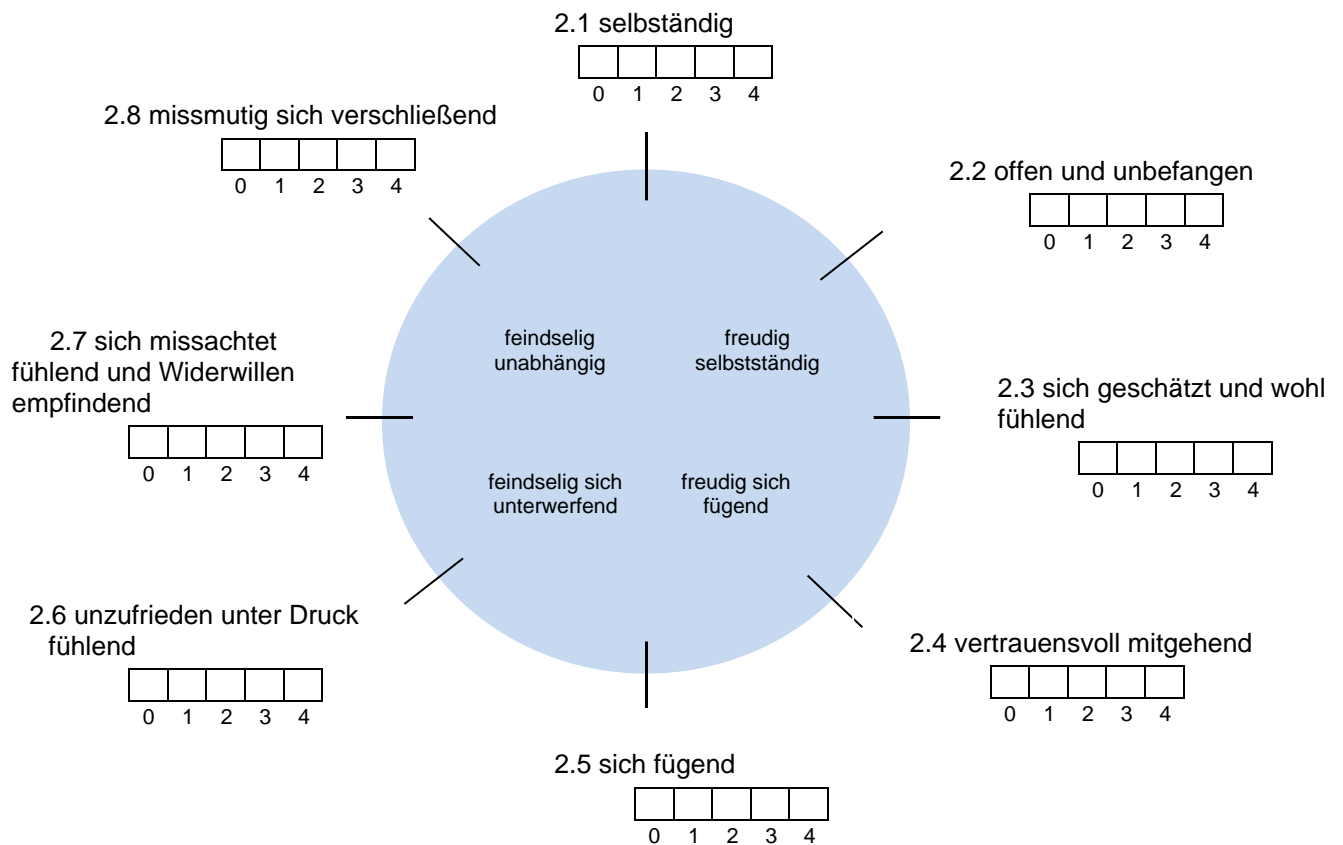 2.1 selbständig
0 1 2 3 4
2.8 missmutig sich verschließend
0 1 2 3 4
2.2 offen und unbefangen
0 1 2 3 4
feindselig
unabhängig
freudig
selbstständig
2.7 sich missachtet
fühlend und Widerwillen
empfindend
0 1 2 3 4
2.3 sich geschätzt und wohl
fühlend
0 1 2 3 4
feindselig sich
unterwerfend
freudig sich
fügend
2.6 unzufrieden unter Druck
fühlend
0 1 2 3 4
2.4 vertrauensvoll mitgehend
0 1 2 3 4
2.5 sich fügend
0 1 2 3 4